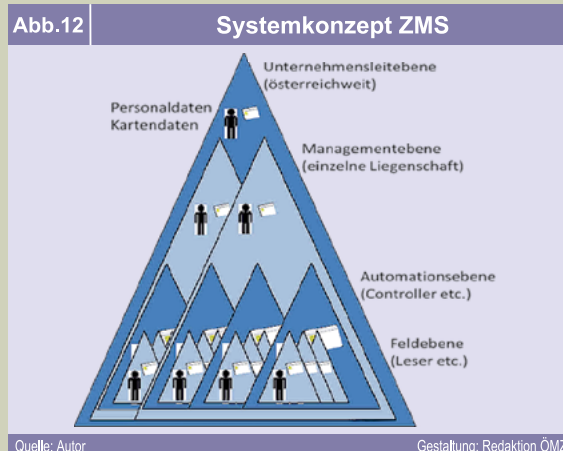 Abb.12
Systemkonzept ZMS
Unternehmensleitebene
(österreichweit)
Personaldaten
Kartendaten
Managementebene
(einzelne Liegenschaft)
Automationsebene
(Controller etc.)
Feldebene
(Leser etc.)
Quelle: Autor
Gestaltung: Redaktion ÖMZ